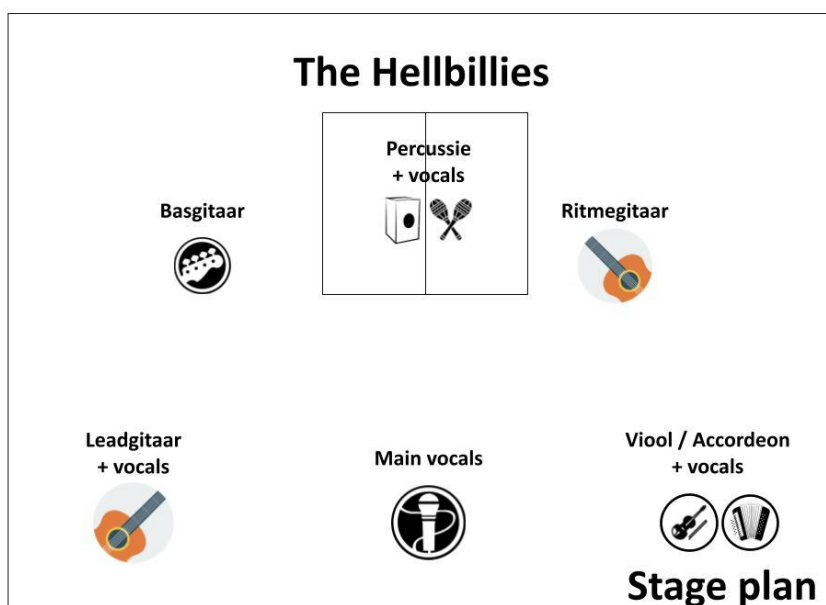 The Hellbillies
Percussie
+ vocals
Basgitaar
Ritmegitaar
Leadgitaar
+ vocals
Main vocals
Viool / Accordeon
+ vocals
Stage plan